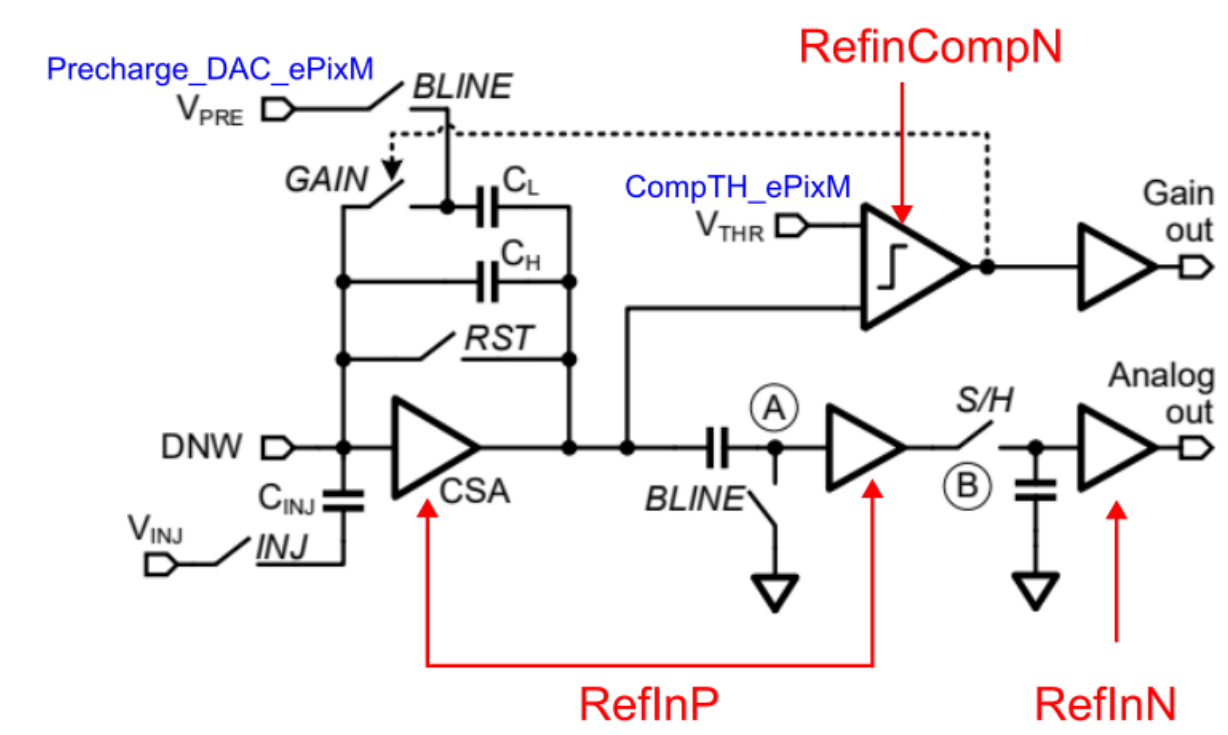 RefinCompN
Precharge_DAC_ePixM
BLINE
VPRE
GAIN
CL
CompTH_ePixM
VTHR
Gain
out
CH
RST
Analog
out
A
S/H
DNW
CSA
BLINE
B
CINJ
VINJ
INJ
RefInP
RefInN